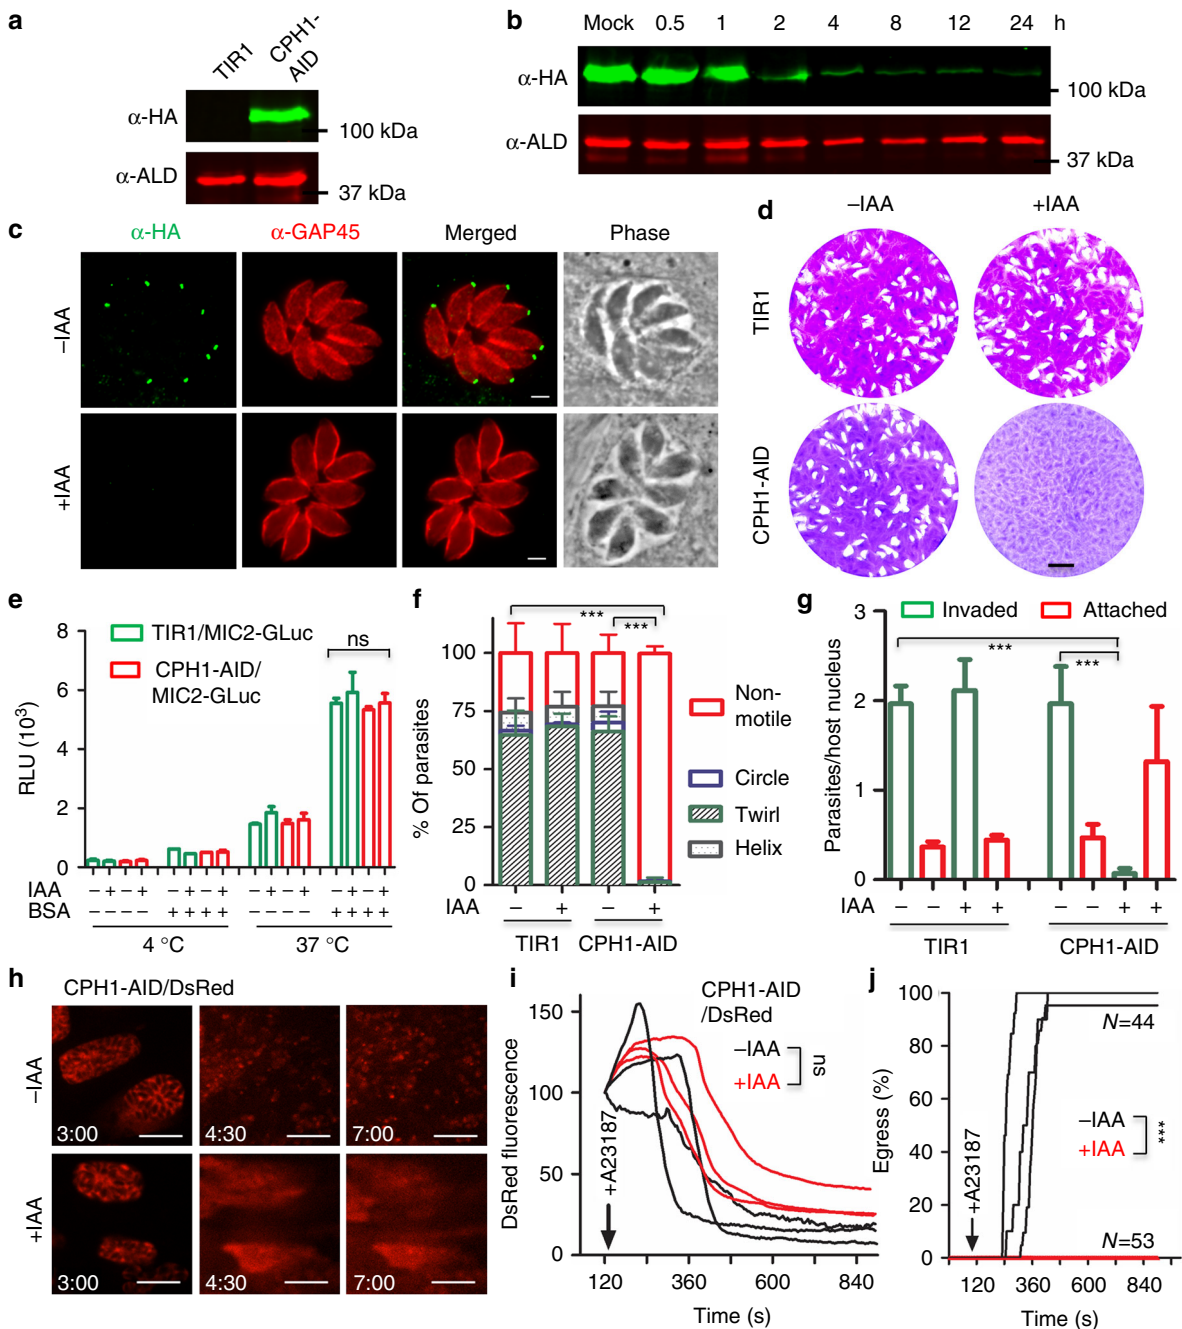 a
TIR1
CPH1-
AID
α-HA
100 kDa
α-ALD
37 kDa
b
Mock 0.5 1 2 4 8 12 24 h
α-HA
100 kDa
α-ALD
37 kDa
c
α-HA α-GAP45 Merged Phase
–IAA
+IAA
d
–IAA +IAA
TIR1
CPH1-AID
e
TIR1/MIC2-GLuc
CPH1-AID/
MIC2-GLuc
ns
RLU (10³)
8
6
4
2
0
IAA – + – + – + – + – + – + – + – +
BSA – – – – + + + + – – – – + + + +
4 °C 37 °C
f
***
***
% Of parasites
100
75
50
25
0
Non-
motile
Circle
Twirl
Helix
IAA – + – +
TIR1 CPH1-AID
g
Invaded Attached
***
***
Parasites/host nucleus
3
2
1
0
IAA – – + + – – + +
TIR1 CPH1-AID
h
CPH1-AID/DsRed
–IAA
3:00 4:30 7:00
+IAA
3:00 4:30 7:00
i
CPH1-AID
/DsRed
–IAA
+IAA
ns
DsRed fluorescence
150
100
50
0
+A23187
120 360 600 840
Time (s)
j
Egress (%)
100
80
60
40
20
0
N=44
–IAA
+IAA
***
N=53
+A23187
120 360 600 840
Time (s)